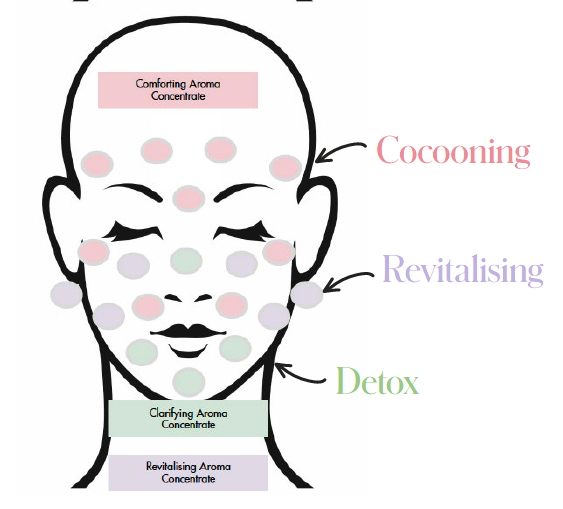 Comforting Aroma
Concentrate
Cocooning
Revitalising
Detox
Clarifying Aroma
Concentrate
Revitalising Aroma
Concentrate